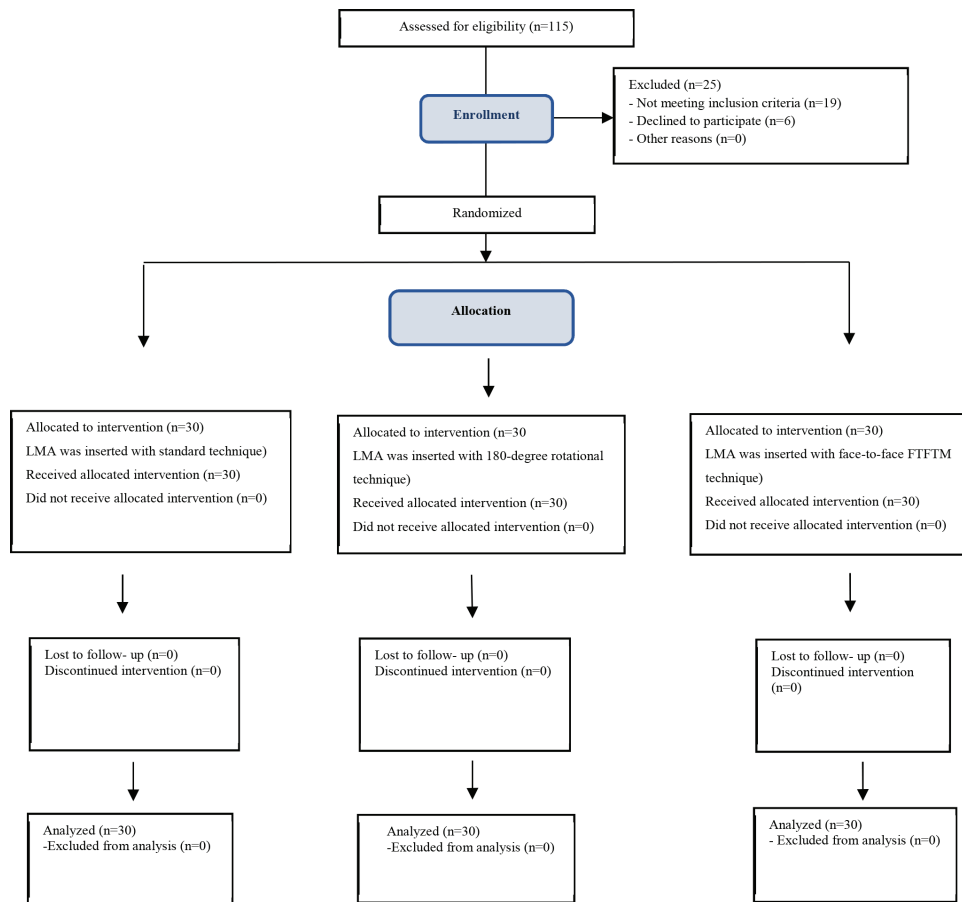 Assessed for eligibility (n=115)
Excluded (n=25)
- Not meeting inclusion criteria (n=19)
- Declined to participate (n=6)
- Other reasons (n=0)
Enrollment
Randomized
Allocation
Allocated to intervention (n=30)
LMA was inserted with standard technique)
Received allocated intervention (n=30)
Did not receive allocated intervention (n=0)
Allocated to intervention (n=30
LMA was inserted with 180-degree rotational
technique)
Received allocated intervention (n=30)
Did not receive allocated intervention (n=0)
Allocated to intervention (n=30)
LMA was inserted with face-to-face FTFTM
technique)
Received allocated intervention (n=30)
Did not receive allocated intervention (n=0)
Lost to follow- up (n=0)
Discontinued intervention (n=0)
Lost to follow- up (n=0)
Discontinued intervention (n=0)
Lost to follow- up (n=0)
Discontinued intervention
(n=0)
Analyzed (n=30)
-Excluded from analysis (n=0)
Analyzed (n=30)
-Excluded from analysis (n=0)
Analyzed (n=30)
- Excluded from analysis (n=0)